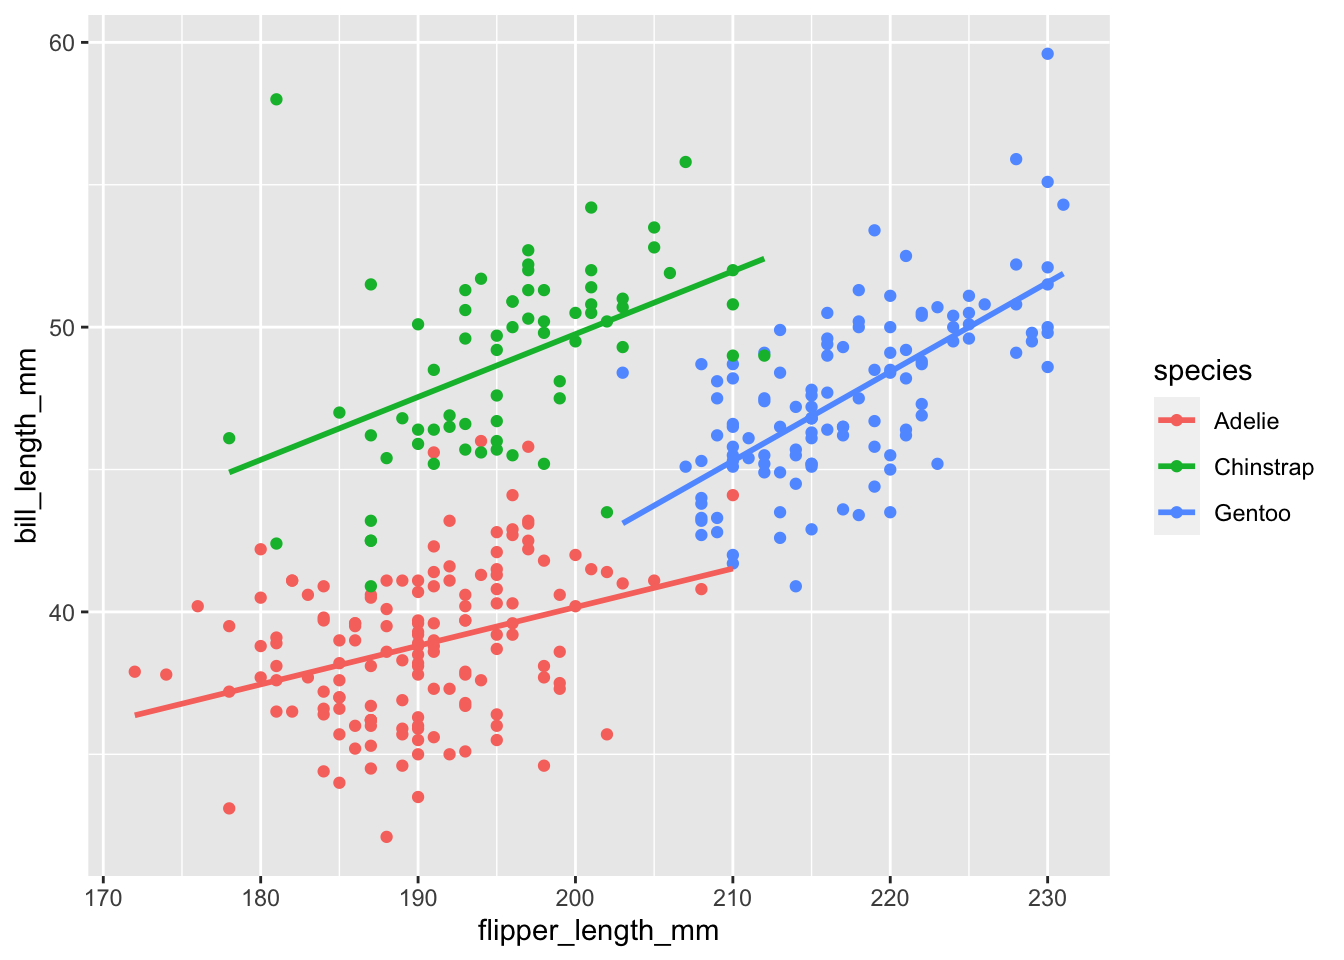 60
50
40
bill_length_mm
170 180 190 200 210 220 230
flipper_length_mm
species
Adelie
Chinstrap
Gentoo